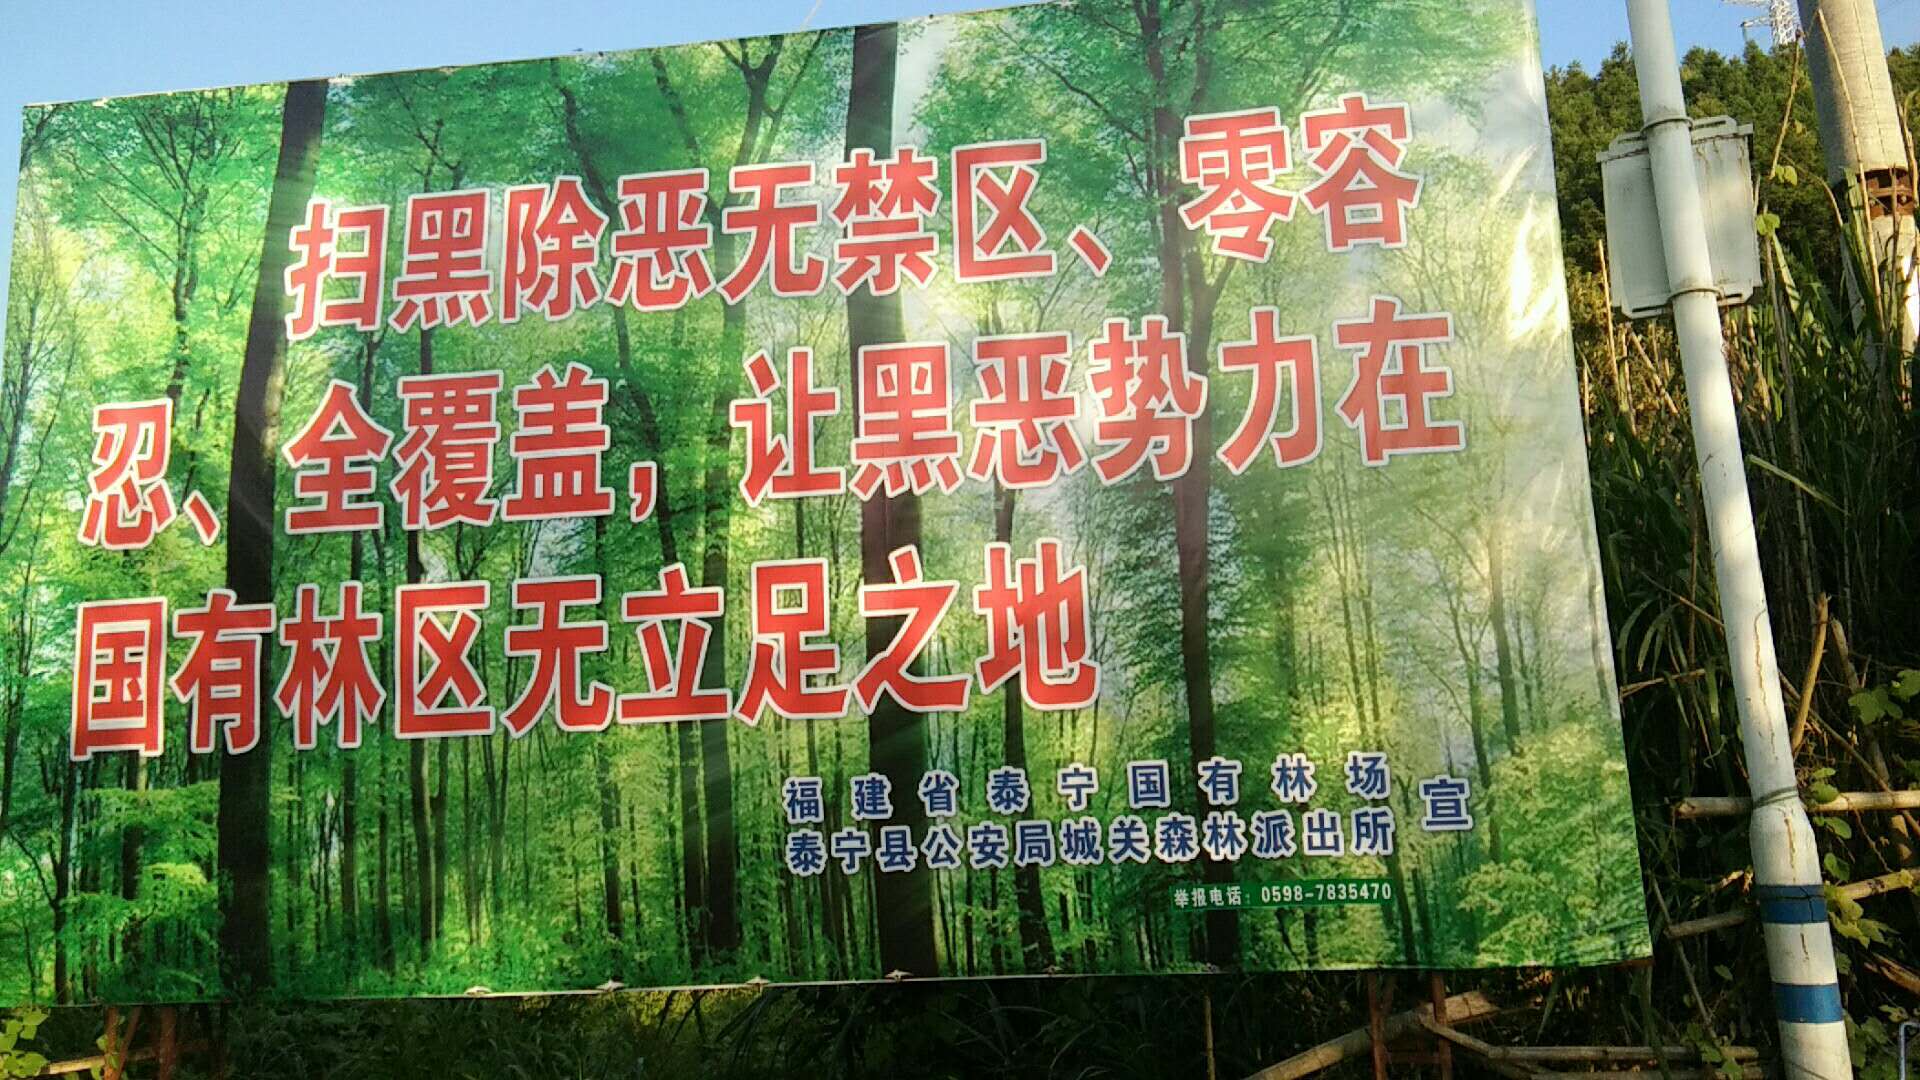 扫黑除恶无禁区、零容
忍、全覆盖，让黑恶势力在
国有林区无立足之地
福建省泰宁国有林场
泰宁县公安局城关森林派出所 宣
举报电话：0598-7835470